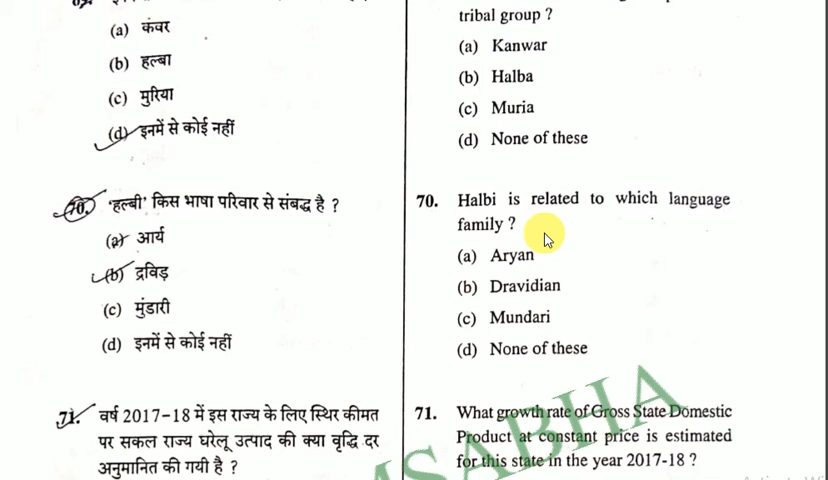 (a) कंवर
(b) हल्बा
(c) मुरिया
(d) इनमें से कोई नहीं
70. 'हल्बी' किस भाषा परिवार से संबद्ध है ?
(a) आर्य
(b) द्रविड़
(c) मुंडारी
(d) इनमें से कोई नहीं
71. वर्ष 2017-18 में इस राज्य के लिए स्थिर कीमत
पर सकल राज्य घरेलू उत्पाद की क्या वृद्धि दर
अनुमानित की गयी है ?
tribal group ?
(a) Kanwar
(b) Halba
(c) Muria
(d) None of these
70. Halbi is related to which language
family ?
(a) Aryan
(b) Dravidian
(c) Mundari
(d) None of these
71. What growth rate of Gross State Domestic
Product at constant price is estimated
for this state in the year 2017-18 ?
MSABHA